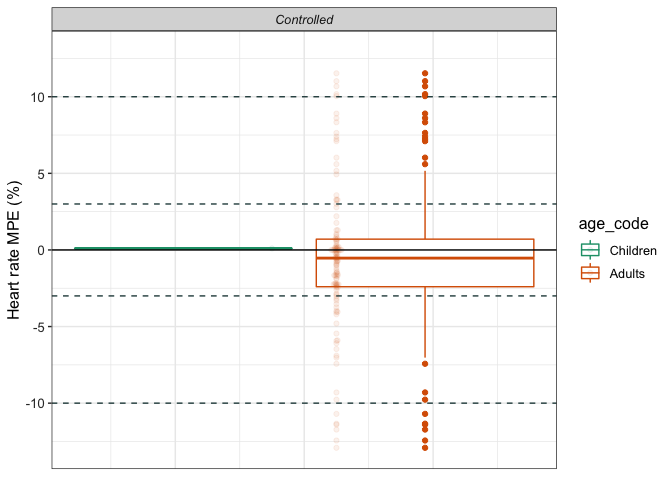 Controlled
Heart rate MPE (%)
10
5
0
-5
-10
age_code
Children
Adults